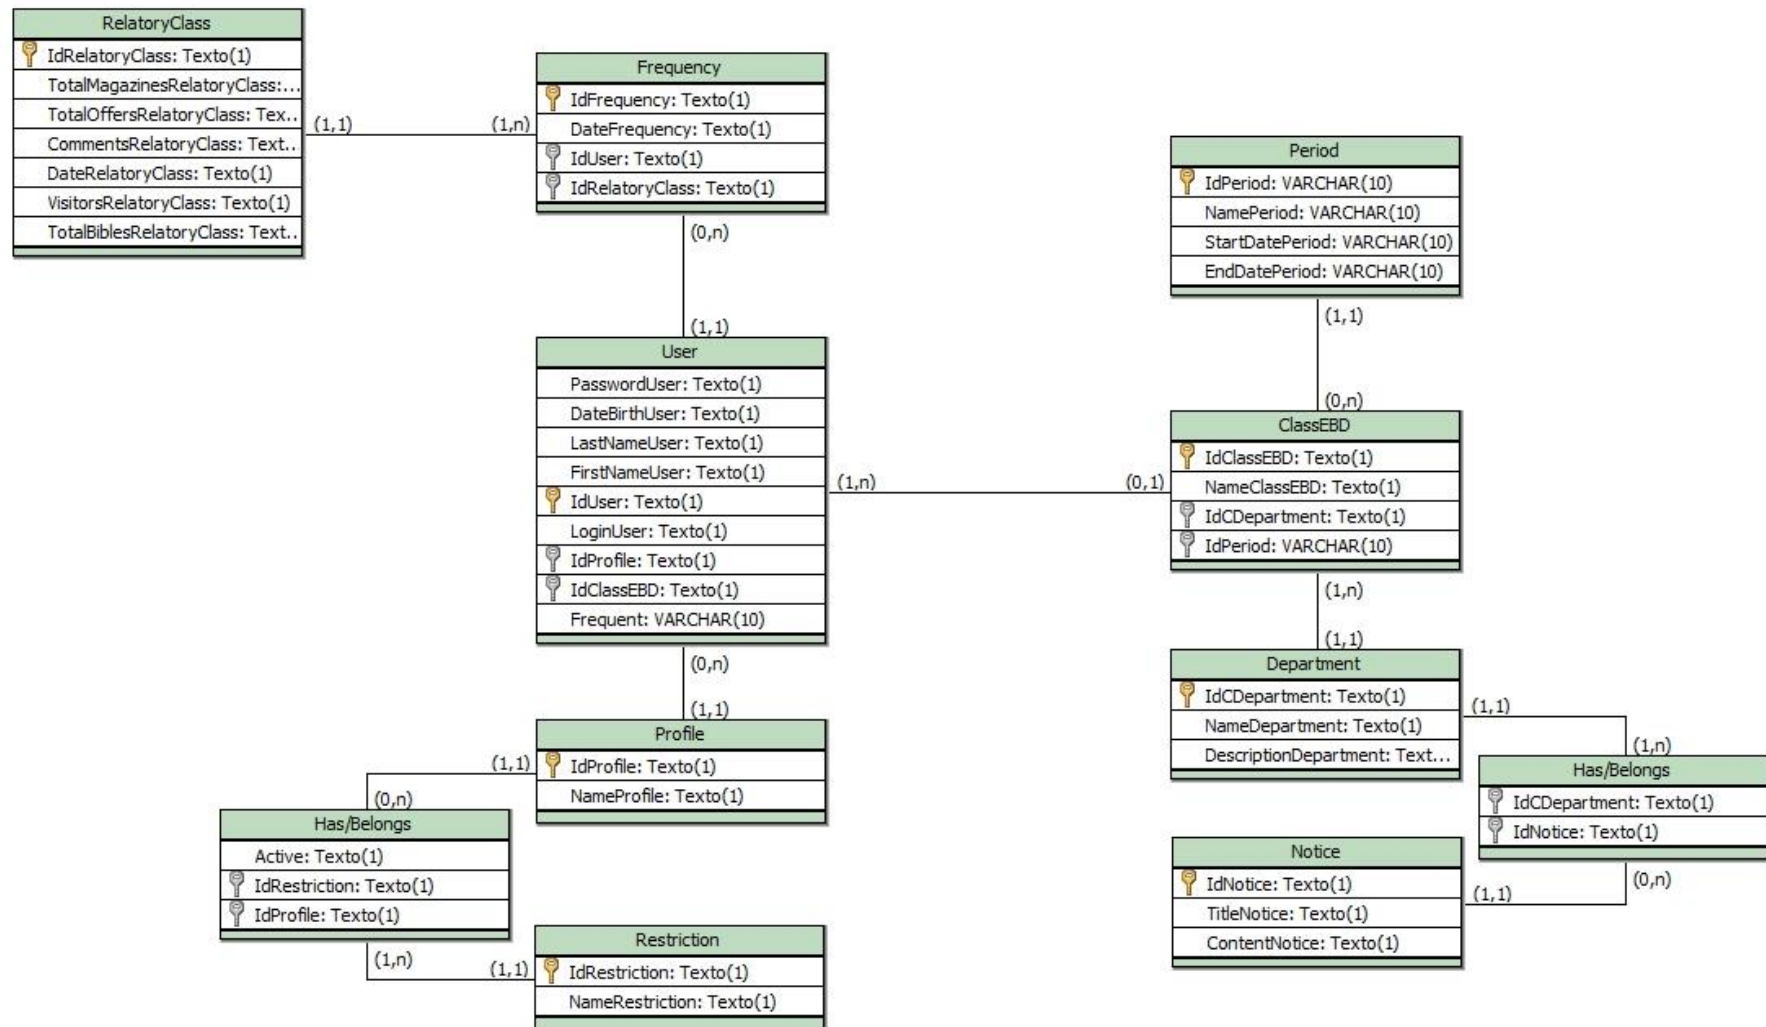 RelatoryClass
IdRelatoryClass: Texto(1)
TotalMagazinesRelatoryClass:...
TotalOffersRelatoryClass: Tex..
CommentsRelatoryClass: Text..
DateRelatoryClass: Texto(1)
VisitorsRelatoryClass: Texto(1)
TotalBiblesRelatoryClass: Text..
(1,1)
(1,n)
Frequency
IdFrequency: Texto(1)
DateFrequency: Texto(1)
IdUser: Texto(1)
IdRelatoryClass: Texto(1)
(0,n)
(1,1)
User
PasswordUser: Texto(1)
DateBirthUser: Texto(1)
LastNameUser: Texto(1)
FirstNameUser: Texto(1)
IdUser: Texto(1)
LoginUser: Texto(1)
IdProfile: Texto(1)
IdClassEBD: Texto(1)
Frequent: VARCHAR(10)
(1,n)
(0,1)
(0,n)
(1,1)
Profile
IdProfile: Texto(1)
NameProfile: Texto(1)
(1,1)
(0,n)
Has/Belongs
Active: Texto(1)
IdRestriction: Texto(1)
IdProfile: Texto(1)
(1,n)
(1,1)
Restriction
IdRestriction: Texto(1)
NameRestriction: Texto(1)
Period
IdPeriod: VARCHAR(10)
NamePeriod: VARCHAR(10)
StartDatePeriod: VARCHAR(10)
EndDatePeriod: VARCHAR(10)
(1,1)
(0,n)
ClassEBD
IdClassEBD: Texto(1)
NameClassEBD: Texto(1)
IdCDepartment: Texto(1)
IdPeriod: VARCHAR(10)
(1,n)
(1,1)
Department
IdCDepartment: Texto(1)
NameDepartment: Texto(1)
DescriptionDepartment: Text...
(1,1)
(1,n)
Has/Belongs
IdCDepartment: Texto(1)
IdNotice: Texto(1)
(0,n)
(1,1)
Notice
IdNotice: Texto(1)
TitleNotice: Texto(1)
ContentNotice: Texto(1)